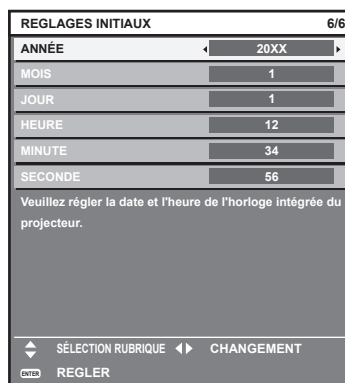 REGLAGES INITIAUX 6/6
ANNÉE 20XX
MOIS 1
JOUR 1
HEURE 12
MINUTE 34
SECONDE 56
Veuillez régler la date et l'heure de l'horloge intégrée du
projecteur.
SÉLECTION RUBRIQUE CHANGEMENT
ENTER REGLER